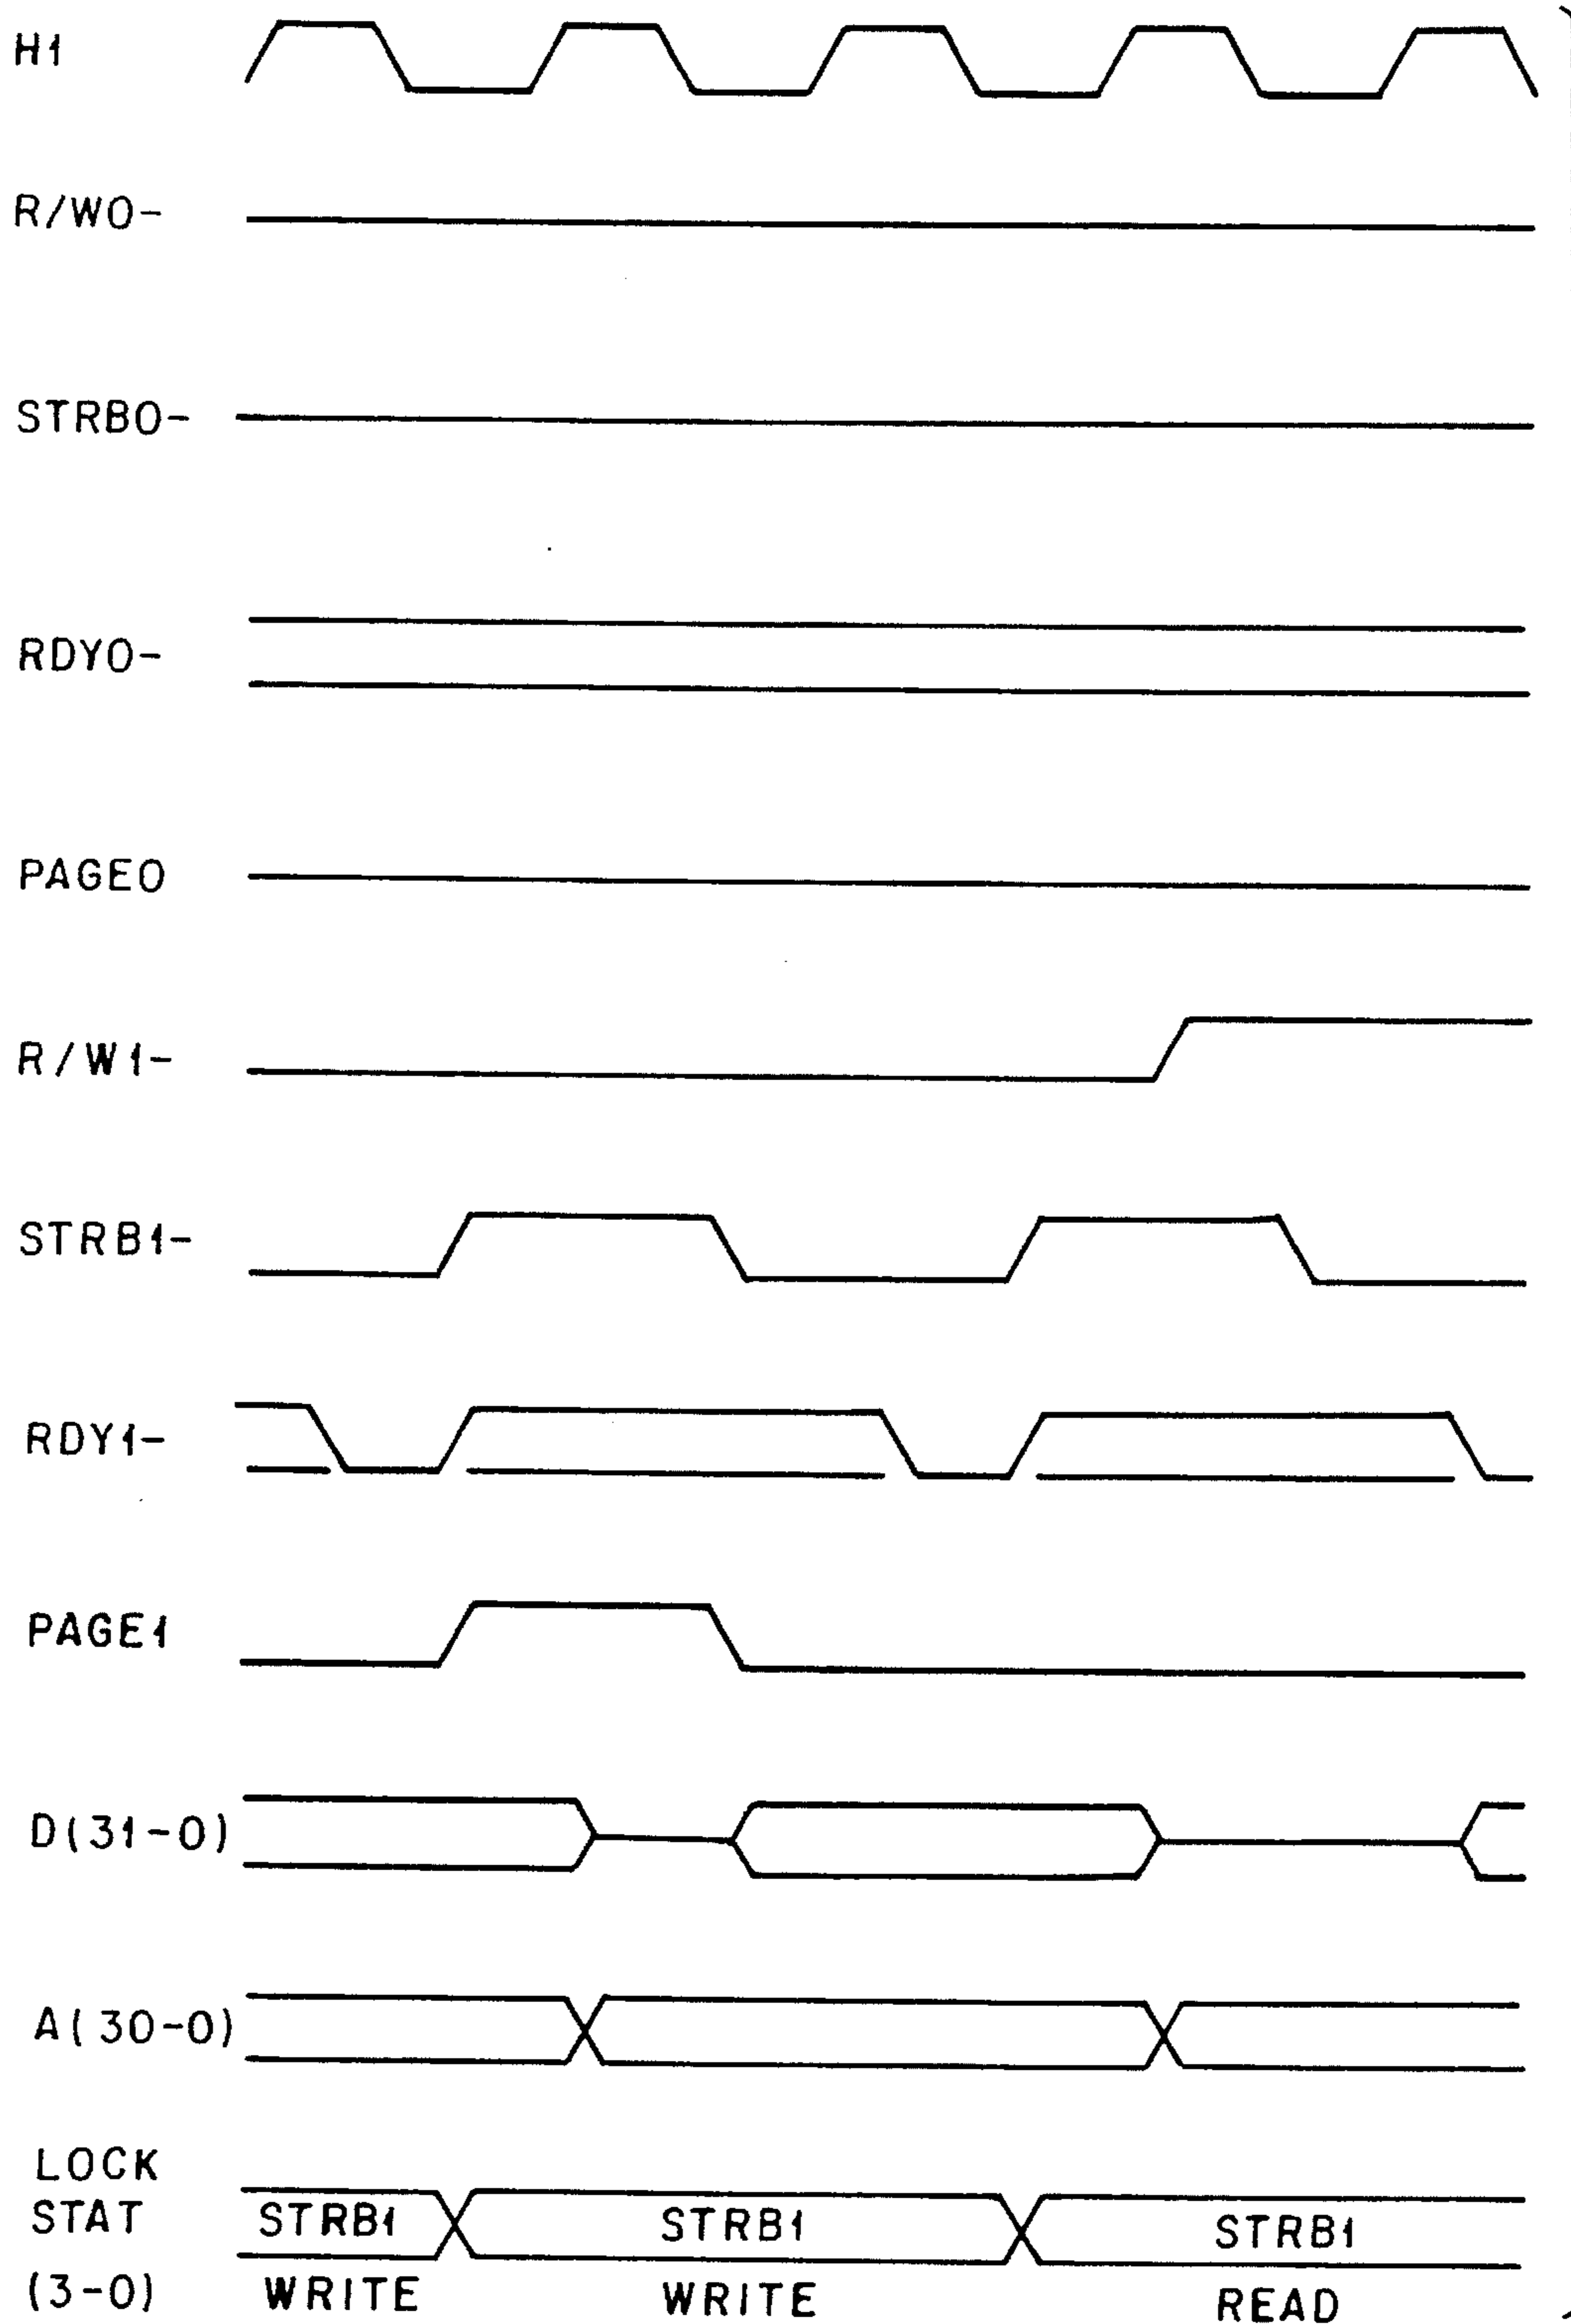 H1
R/W0-
STRB0-
RDY0-
PAGE0
R/W1-
STRB1-
RDY1-
PAGE1
D(31-0)
A(30-0)
LOCK
STAT STRB1 STRB1 STRB1
(3-0) WRITE WRITE READ